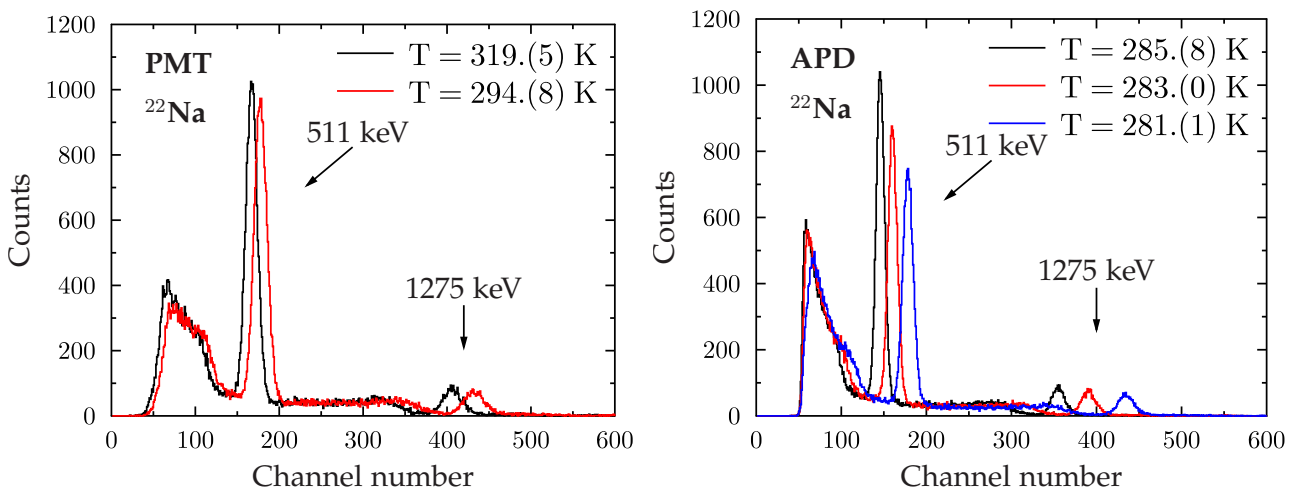 PMT
²²Na
T = 319.(5) K
T = 294.(8) K
511 keV
1275 keV
Counts
1200
1000
800
600
400
200
0
0 100 200 300 400 500 600
Channel number
APD
²²Na
T = 285.(8) K
T = 283.(0) K
T = 281.(1) K
511 keV
1275 keV
Counts
1200
1000
800
600
400
200
0
0 100 200 300 400 500 600
Channel number